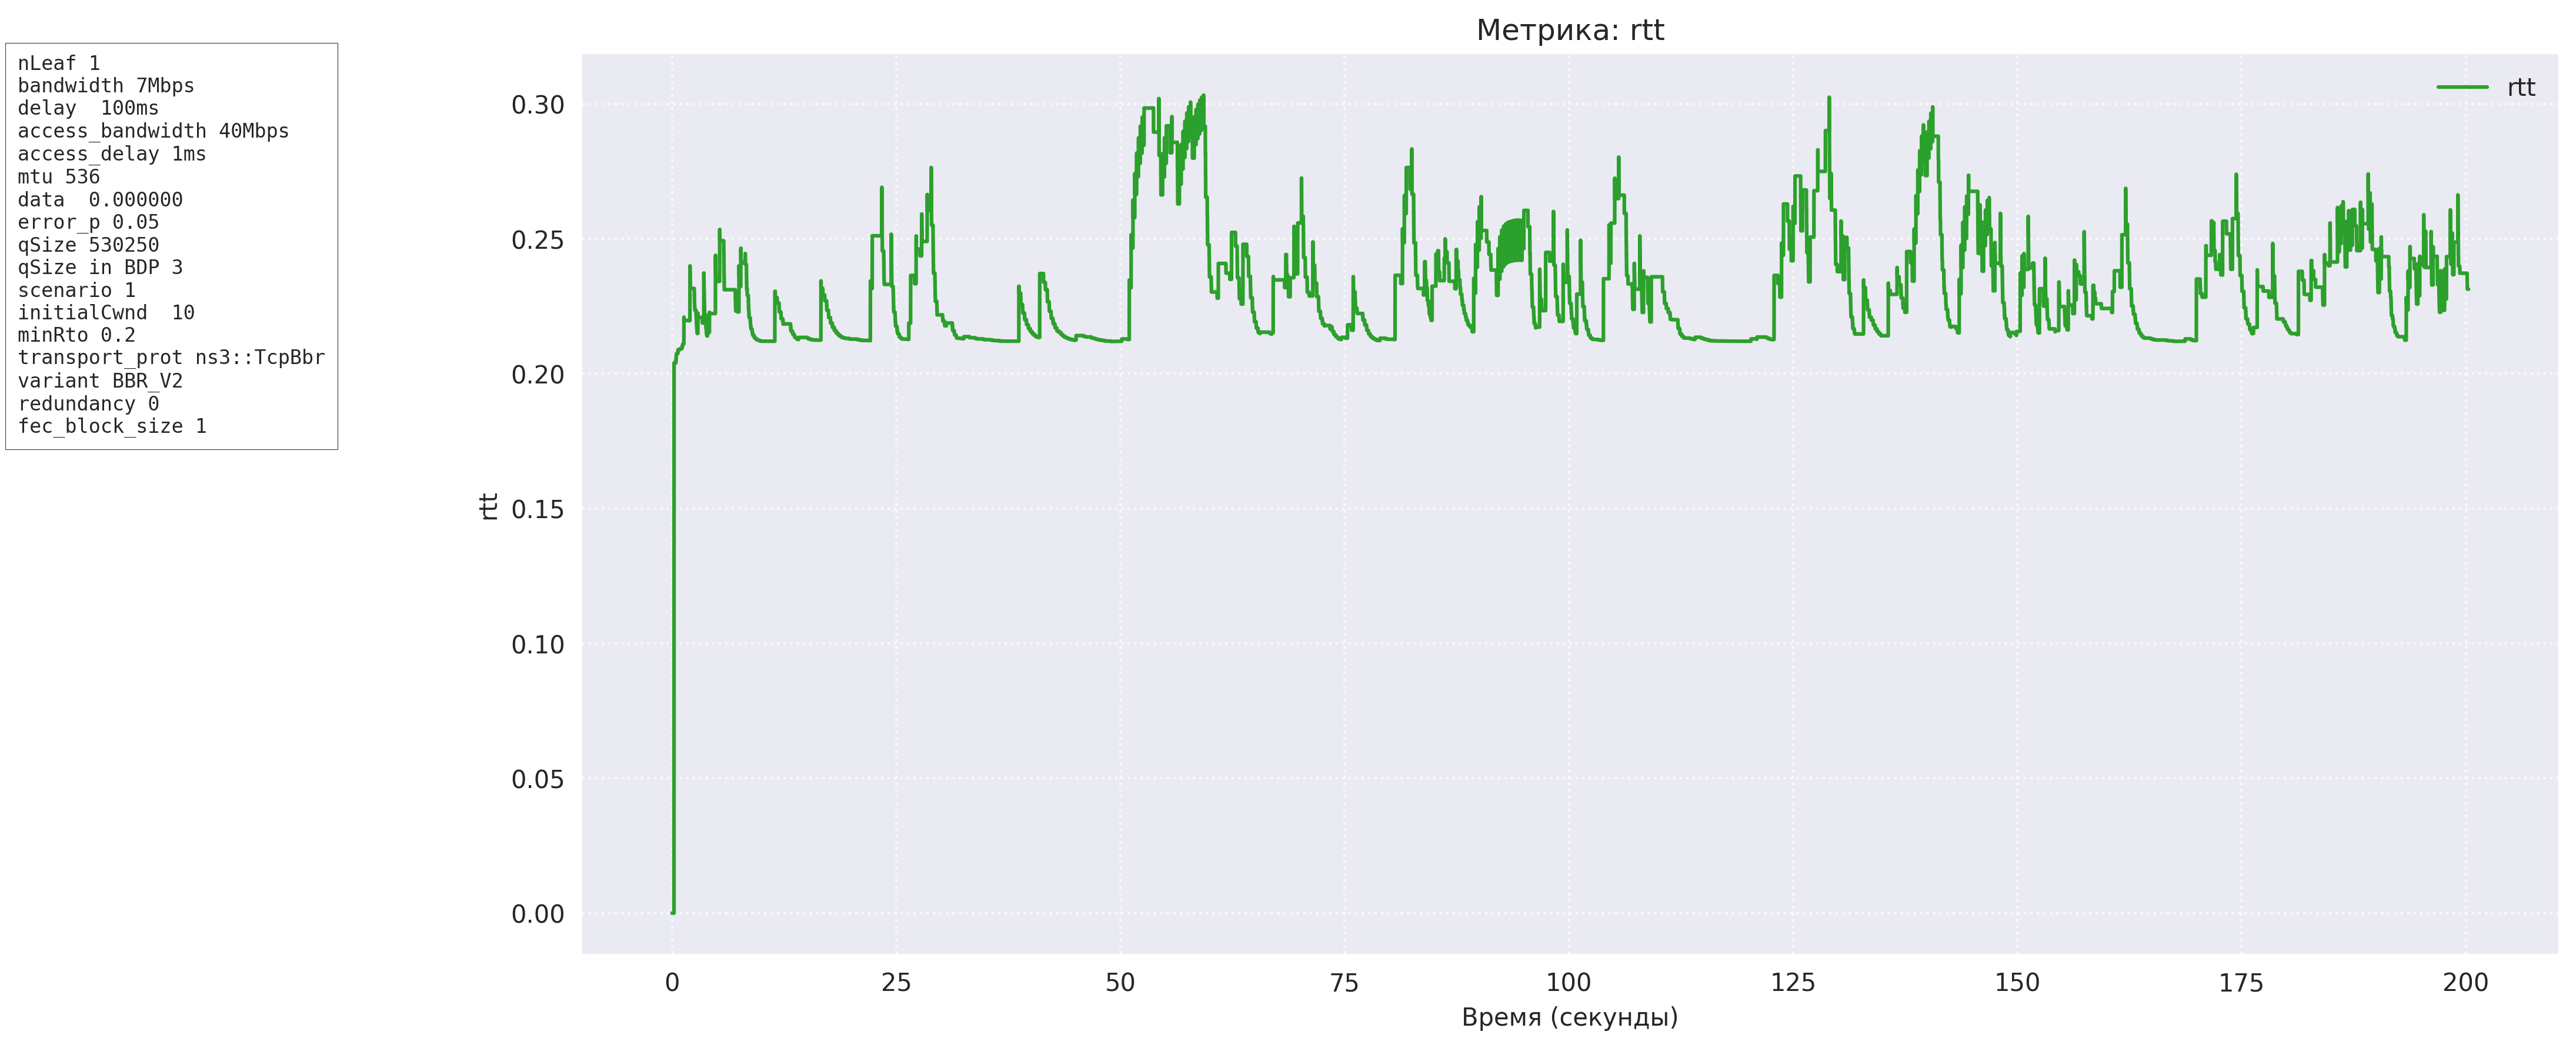 nLeaf 1
bandwidth 7Mbps
delay  100ms
access_bandwidth 40Mbps
access_delay 1ms
mtu 536
data  0.000000
error_p 0.05
qSize 530250
qSize in BDP 3
scenario 1
initialCwnd  10
minRto 0.2
transport_prot ns3::TcpBbr
variant BBR_V2
redundancy 0
fec_block_size 1
Метрика: rtt
rtt
rtt
0.30
0.25
0.20
0.15
0.10
0.05
0.00
0 25 50 75 100 125 150 175 200
Время (секунды)